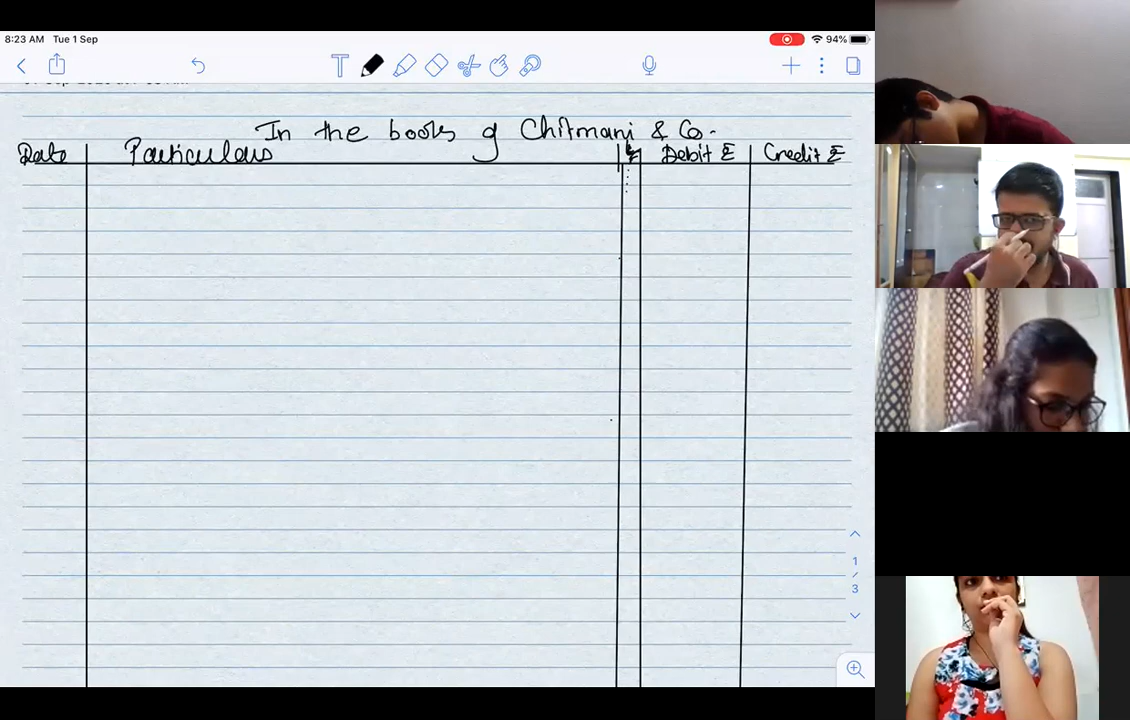 8:23 AM Tue 1 Sep
94%
In the books of Chitmani & Co.
Date Particulars Debit ₹ Credit ₹
1
/
3